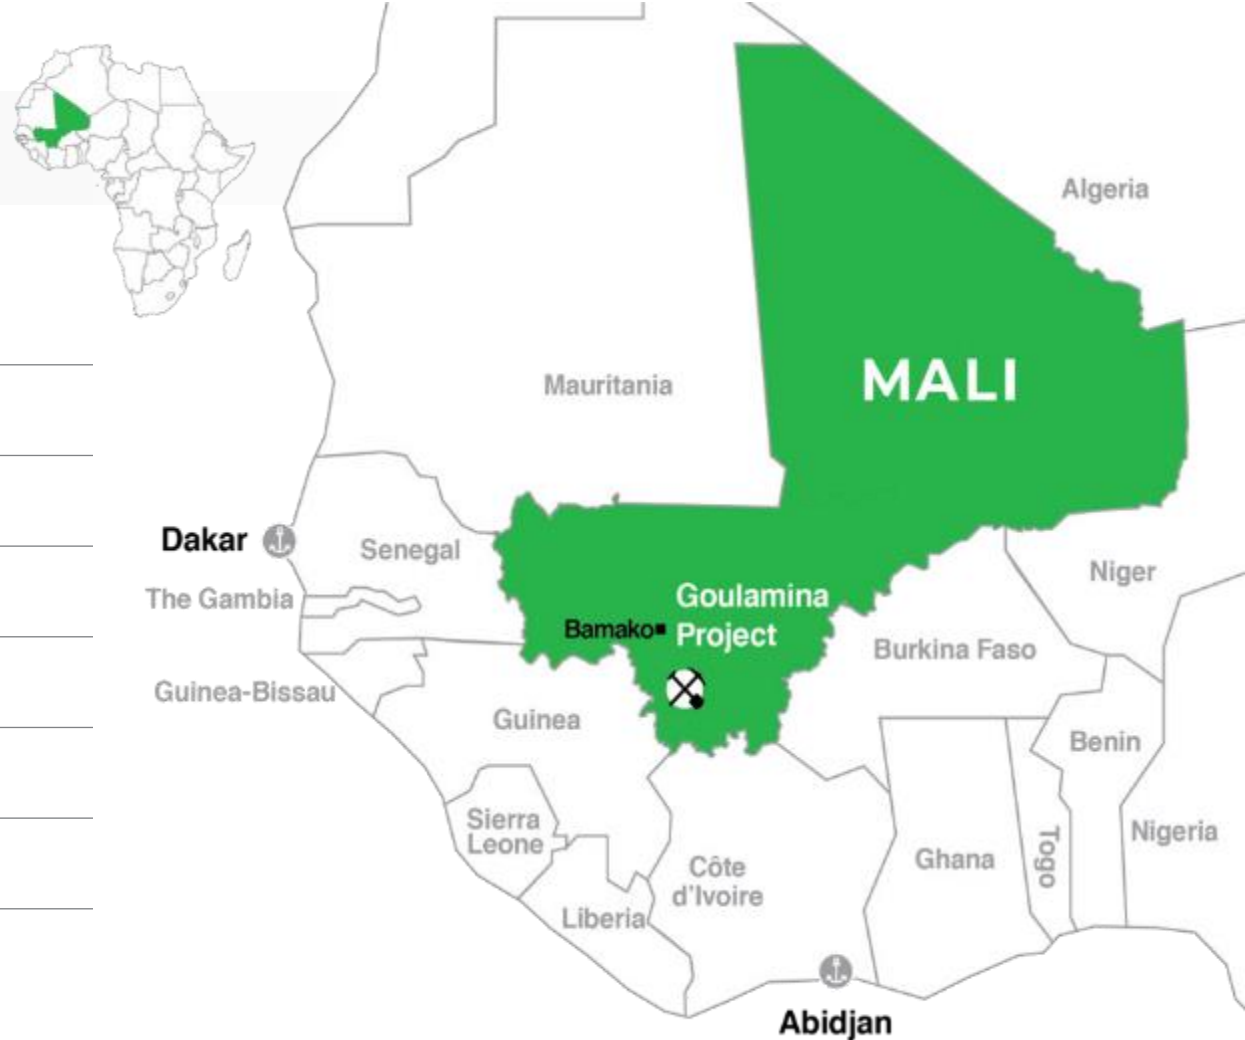 Algeria
MALI
Mauritania
Dakar
Senegal
The Gambia
Niger
Goulamina
Project
Bamako
Burkina Faso
Guinea-Bissau
Guinea
Benin
Sierra
Leone
Nigeria
Togo
Ghana
Côte
d'Ivoire
Liberia
Abidjan